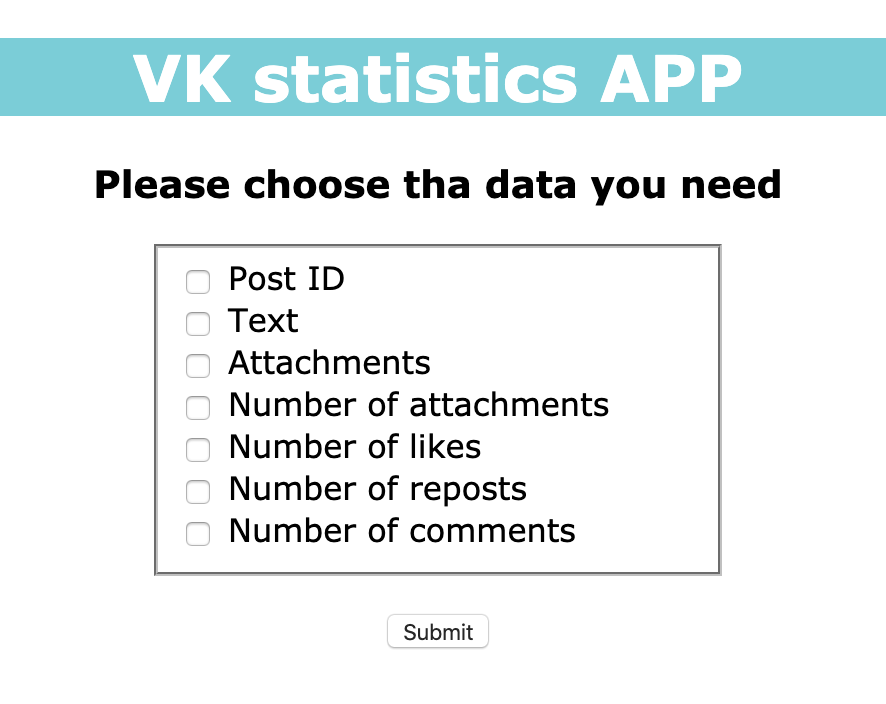 VK statistics APP
Please choose tha data you need
Post ID
Text
Attachments
Number of attachments
Number of likes
Number of reposts
Number of comments
Submit